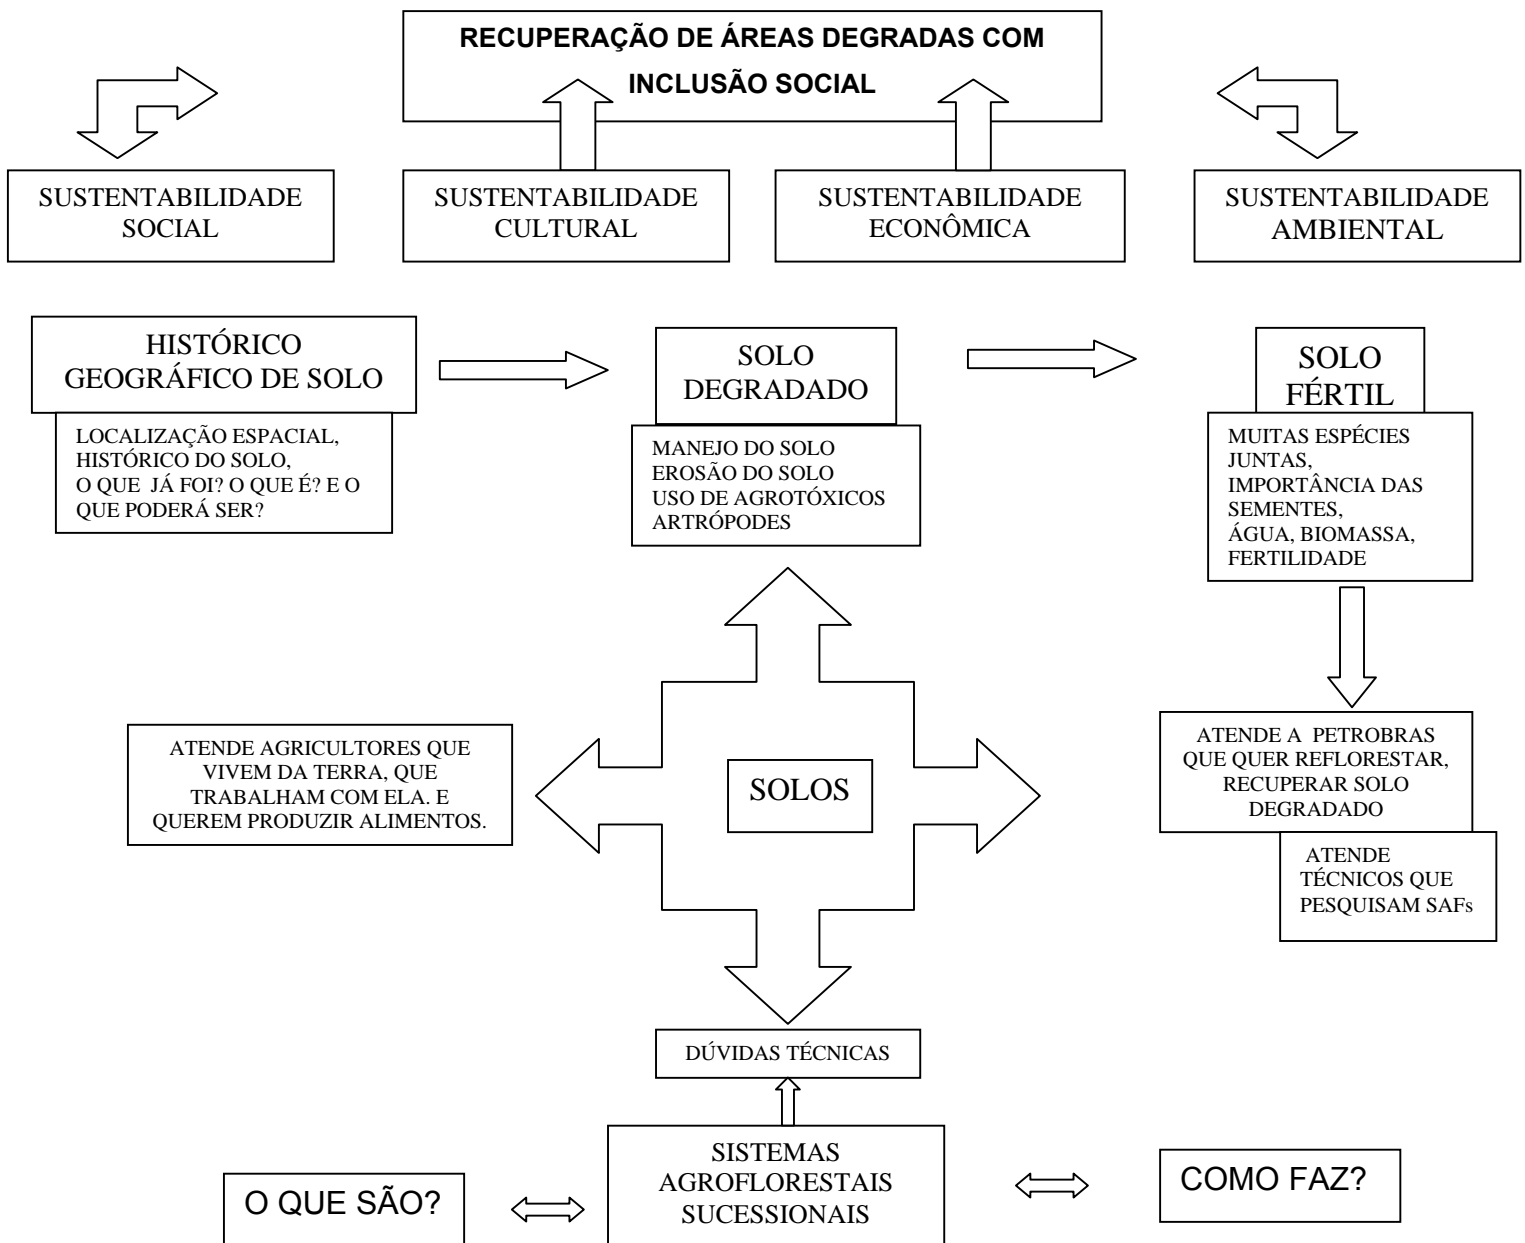 RECUPERAÇÃO DE ÁREAS DEGRADAS COM
INCLUSÃO SOCIAL
SUSTENTABILIDADE
SOCIAL
SUSTENTABILIDADE
CULTURAL
SUSTENTABILIDADE
ECONÔMICA
SUSTENTABILIDADE
AMBIENTAL
HISTÓRICO
GEOGRÁFICO DE SOLO
LOCALIZAÇÃO ESPACIAL,
HISTÓRICO DO SOLO,
O QUE JÁ FOI? O QUE É? E O
QUE PODERÁ SER?
SOLO
DEGRADADO
MANEJO DO SOLO
EROSÃO DO SOLO
USO DE AGROTÓXICOS
ARTRÓPODES
SOLO
FÉRTIL
MUITAS ESPÉCIES
JUNTAS,
IMPORTÂNCIA DAS
SEMENTES,
ÁGUA, BIOMASSA,
FERTILIDADE
ATENDE AGRICULTORES QUE
VIVEM DA TERRA, QUE
TRABALHAM COM ELA. E
QUEREM PRODUZIR ALIMENTOS.
SOLOS
ATENDE A PETROBRAS
QUE QUER REFLORESTAR,
RECUPERAR SOLO
DEGRADADO
ATENDE
TÉCNICOS QUE
PESQUISAM SAFs
DÚVIDAS TÉCNICAS
SISTEMAS
AGROFLORESTAIS
SUCESSIONAIS
O QUE SÃO?
COMO FAZ?